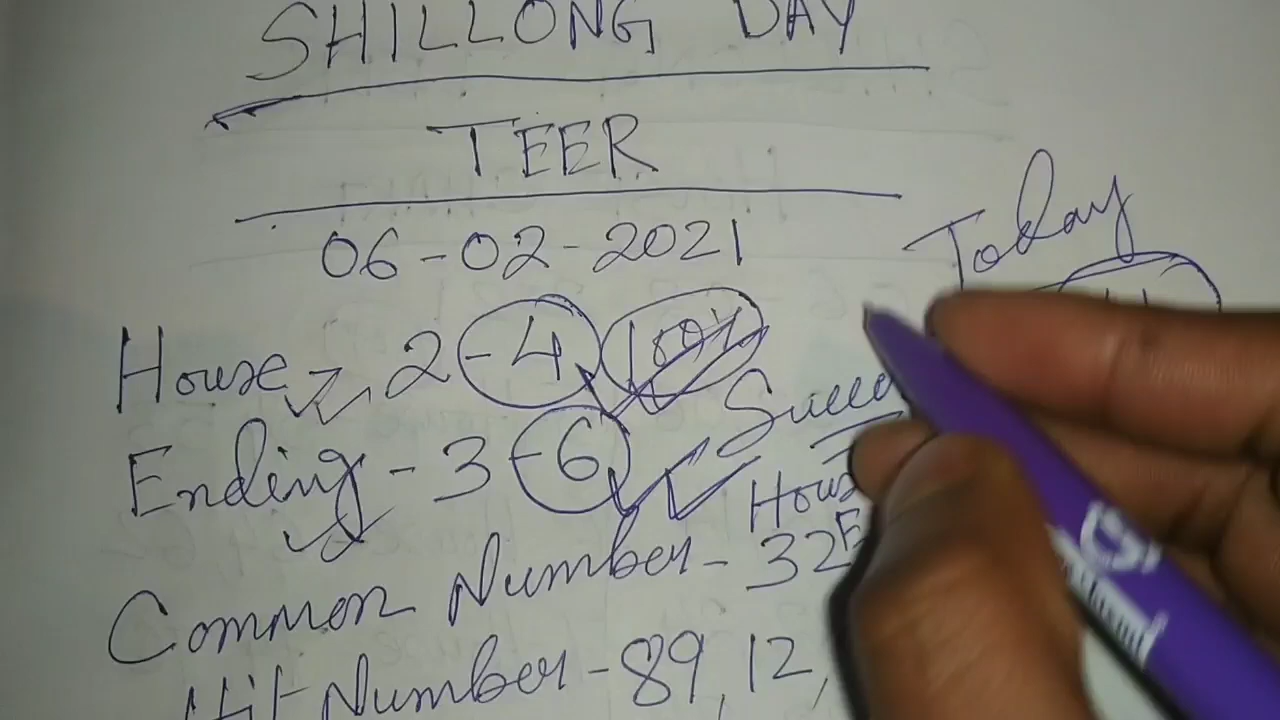 SHILLONG DAY
TEER
06-02-2021
Today
House 2 - 4 100%
Ending - 3 - 6
House
Common Number - 32
Hit Number - 89, 12,